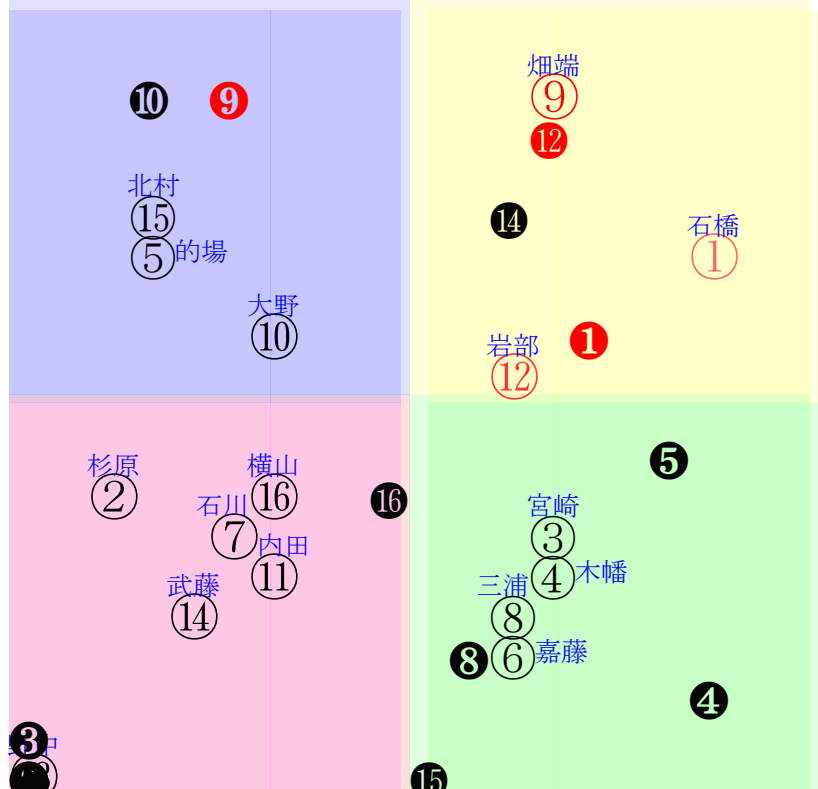 畑端
❿ ❾ ⑨
⓬
北村
⑮ ⓮ 石橋
⑤ 的場 ①
大野
⑩ 岩部 ❶
⑫
杉原 横山 ❺
② ⑯ ⓰ 宮崎
石川 ③
⑦ 内田
⑪ ④ 木幡
武藤 三浦
⑭ ⑧
❽ ⑥ 嘉藤
❹
❸
⓯